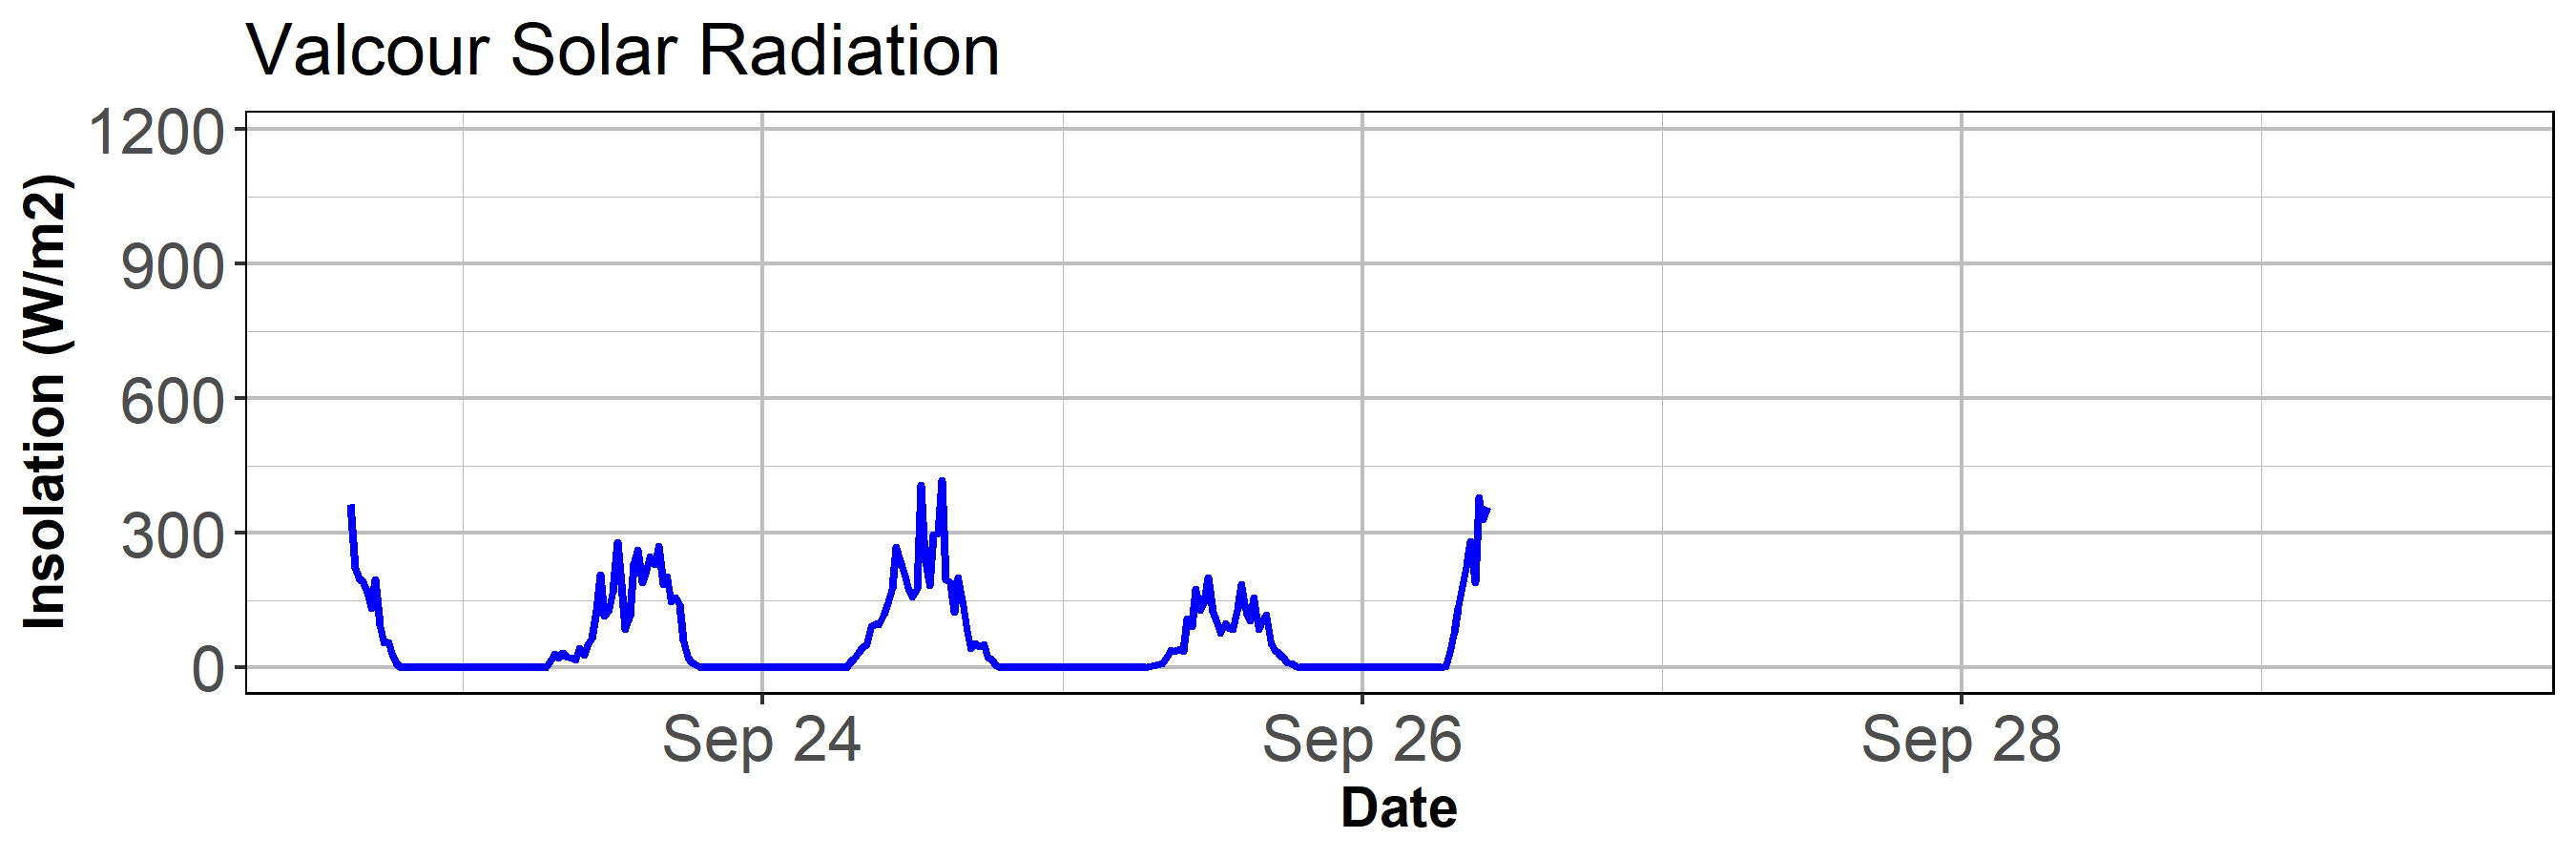 Valcour Solar Radiation
1200
900
600
300
0
Insolation (W/m2)
Sep 24
Sep 26
Sep 28
Date